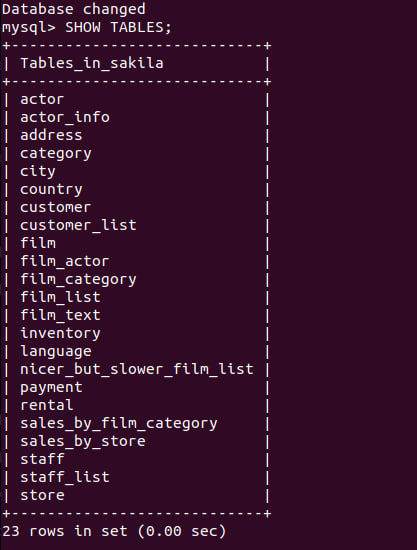 Database changed
mysql> SHOW TABLES;
+----------------------------+
| Tables_in_sakila           |
+----------------------------+
| actor                      |
| actor_info                 |
| address                    |
| category                   |
| city                       |
| country                    |
| customer                   |
| customer_list              |
| film                       |
| film_actor                 |
| film_category              |
| film_list                  |
| film_text                  |
| inventory                  |
| language                   |
| nicer_but_slower_film_list |
| payment                    |
| rental                     |
| sales_by_film_category     |
| sales_by_store             |
| staff                      |
| staff_list                 |
| store                      |
+----------------------------+
23 rows in set (0.00 sec)